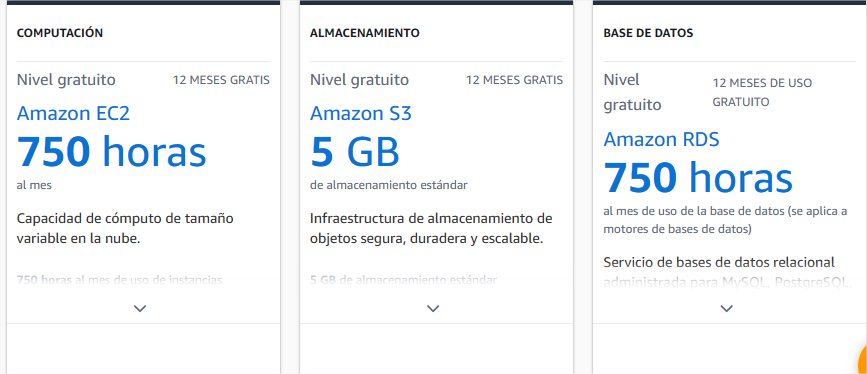 COMPUTACIÓN
Nivel gratuito 12 MESES GRATIS
Amazon EC2
750 horas
al mes
Capacidad de cómputo de tamaño
variable en la nube.
750 horas al mes de uso de instancias
ALMACENAMIENTO
Nivel gratuito 12 MESES GRATIS
Amazon S3
5 GB
de almacenamiento estándar
Infraestructura de almacenamiento de
objetos segura, duradera y escalable.
5 GB de almacenamiento estándar
BASE DE DATOS
Nivel
gratuito
12 MESES DE USO
GRATUITO
Amazon RDS
750 horas
al mes de uso de la base de datos (se aplica a
motores de bases de datos)
Servicio de bases de datos relacional
administrada para MySQL, PostgreSQL,